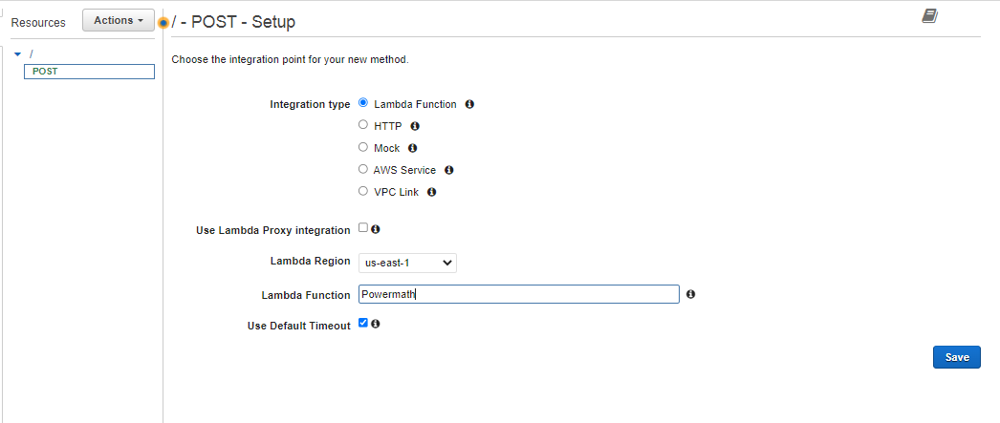 Resources
Actions
/ - POST - Setup
/
POST
Choose the integration point for your new method.
Integration type
Lambda Function
HTTP
Mock
AWS Service
VPC Link
Use Lambda Proxy integration
Lambda Region us-east-1
Lambda Function Powermath
Use Default Timeout
Save